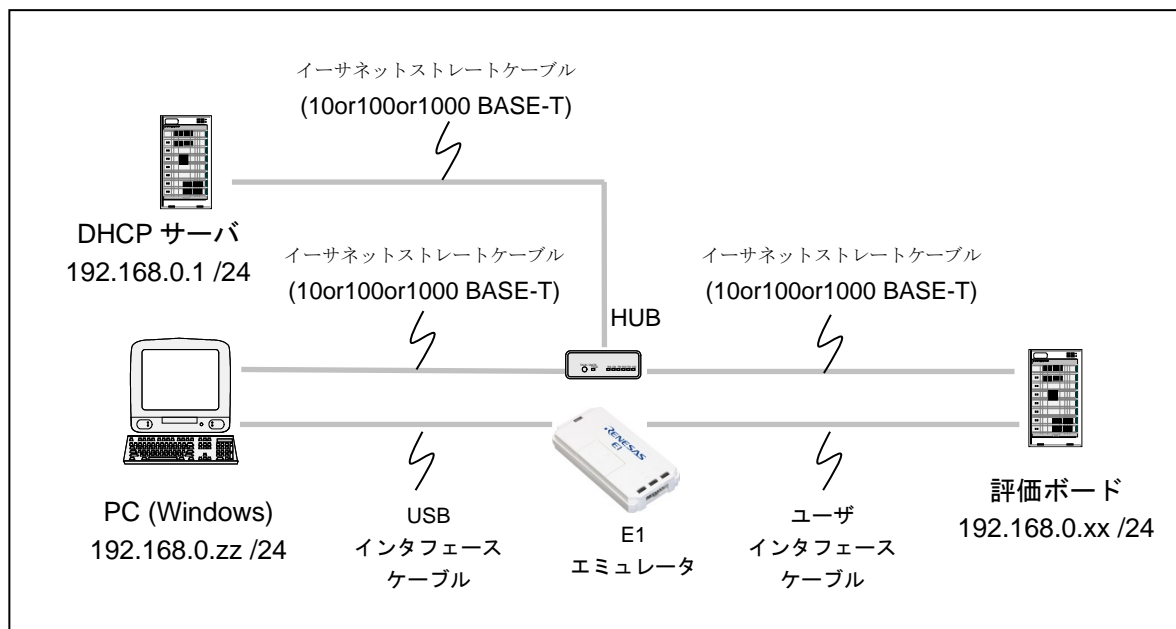 イーサネットストレートケーブル
(10or100or1000 BASE-T)
DHCP サーバ
192.168.0.1 /24
イーサネットストレートケーブル
(10or100or1000 BASE-T)
イーサネットストレートケーブル
(10or100or1000 BASE-T)
HUB
RENESAS
E1
PC (Windows)
192.168.0.zz /24
USB
インタフェース
ケーブル
E1
エミュレータ
ユーザ
インタフェース
ケーブル
評価ボード
192.168.0.xx /24